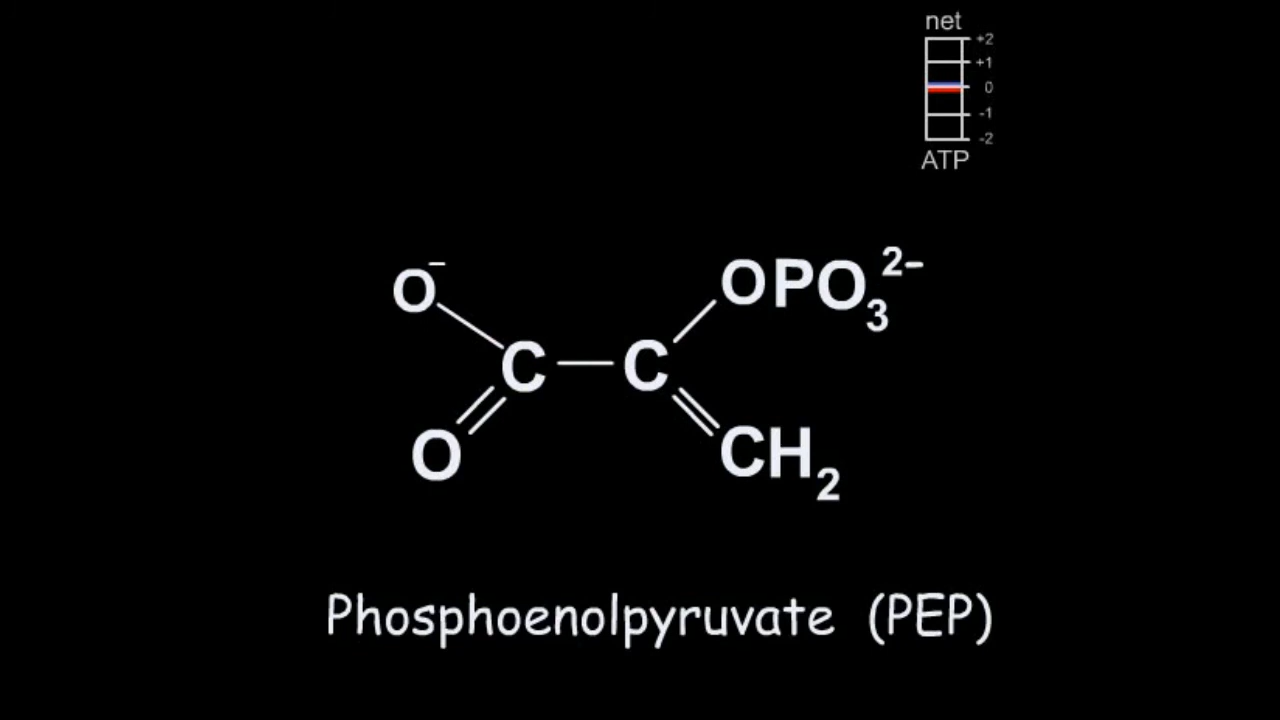 net
+2
+1
0
-1
-2
ATP
O⁻
OPO₃²⁻
C — C
O
CH₂
Phosphoenolpyruvate (PEP)